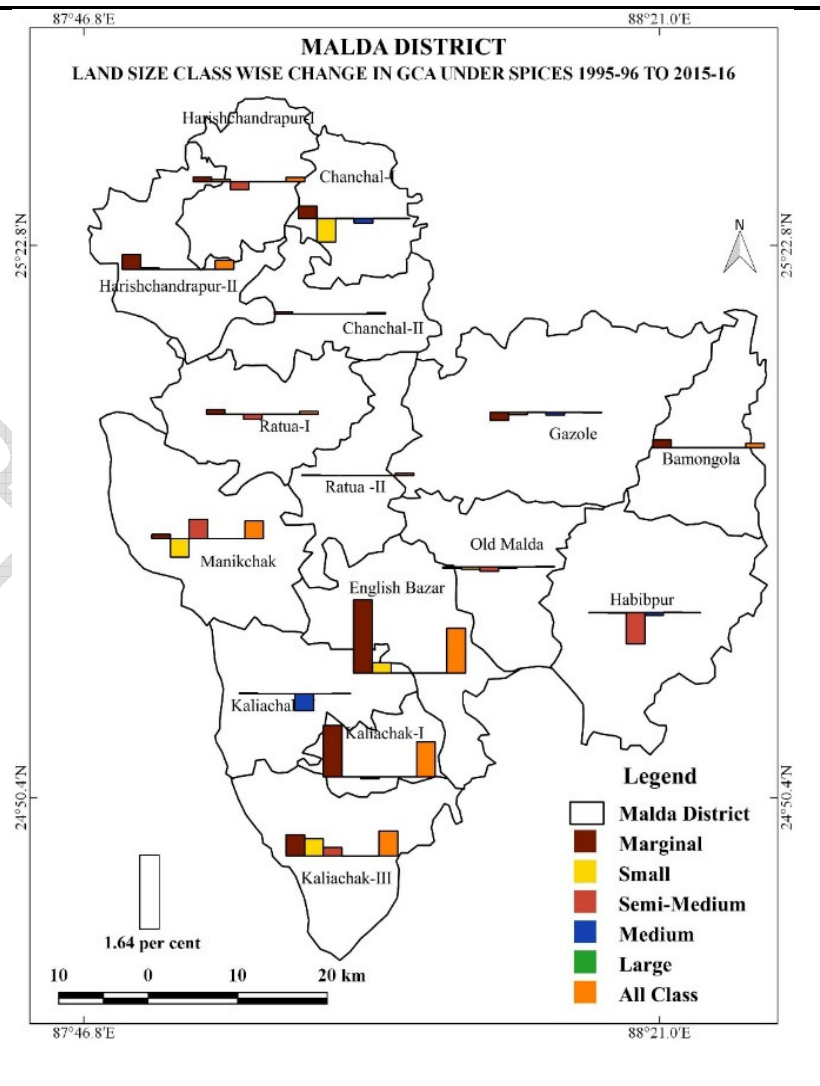 87°46.8'E 88°21.0'E
MALDA DISTRICT
LAND SIZE CLASS WISE CHANGE IN GCA UNDER SPICES 1995-96 TO 2015-16
Harishchandrapur-I
Chanchal-I
N
25°22.8'N 25°22.8'N
Harishchandrapur-II
Chanchal-II
Ratua-I
Gazole
Bamongola
Ratua -II
Old Malda
Manikchak
English Bazar
Habibpur
Kaliachak
Kaliachak-I
Legend
24°50.4'N 24°50.4'N
Malda District
Marginal
Small
Kaliachak-III
Semi-Medium
Medium
1.64 per cent
Large
10 0 10 20 km
All Class
87°46.8'E 88°21.0'E